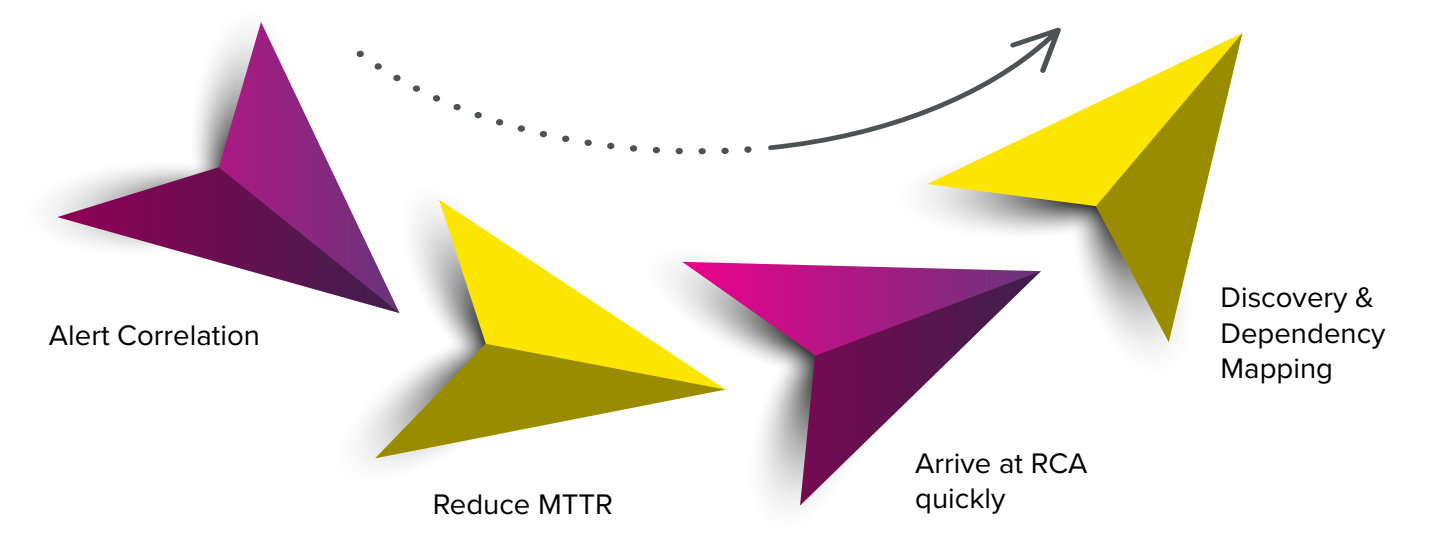 Alert Correlation
Reduce MTTR
Arrive at RCA
quickly
Discovery &
Dependency
Mapping